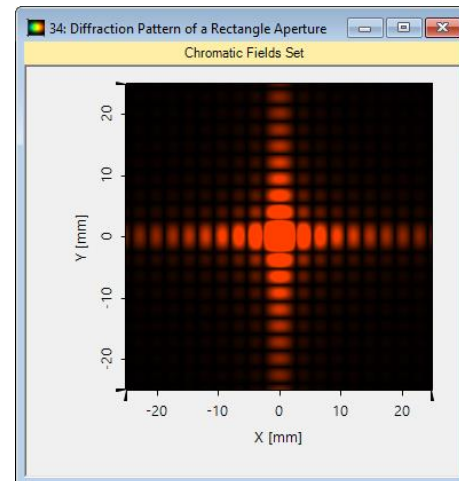 34: Diffraction Pattern of a Rectangle Aperture
Chromatic Fields Set
20
10
0
-10
-20
Y [mm]
-20 -10 0 10 20
X [mm]